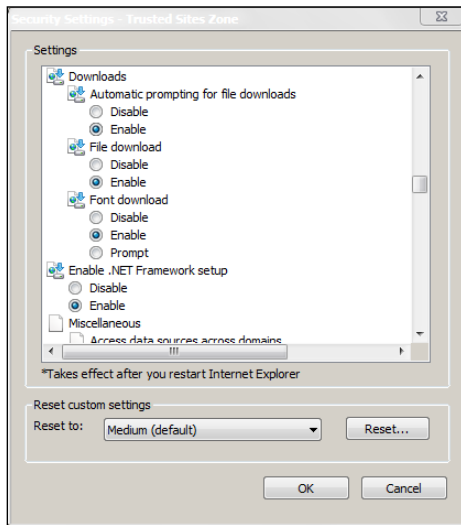 Security Settings - Trusted Sites Zone
Settings
Downloads
Automatic prompting for file downloads
Disable
Enable
File download
Disable
Enable
Font download
Disable
Enable
Prompt
Enable .NET Framework setup
Disable
Enable
Miscellaneous
Access data sources across domains
*Takes effect after you restart Internet Explorer
Reset custom settings
Reset to: Medium (default) Reset...
OK Cancel